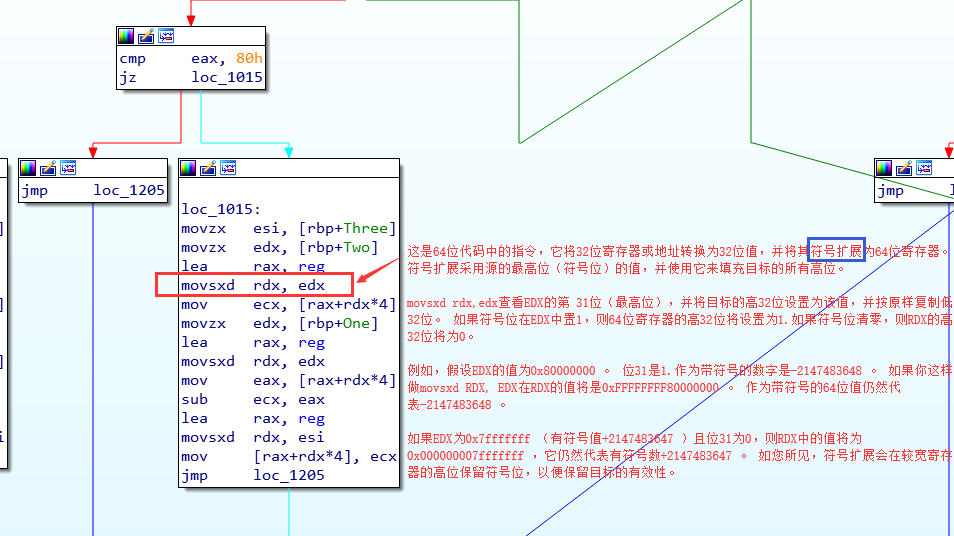 cmp eax, 80h
jz loc_1015
jmp loc_1205
loc_1015:
movzx esi, [rbp+Three]
movzx edx, [rbp+Two]
lea rax, reg
movsxd rdx, edx
mov ecx, [rax+rdx*4]
movzx edx, [rbp+One]
lea rax, reg
movsxd rdx, edx
mov eax, [rax+rdx*4]
sub ecx, eax
lea rax, reg
movsxd rdx, esi
mov [rax+rdx*4], ecx
jmp loc_1205
这是64位代码中的指令，它将32位寄存器或地址转换为32位值，并将其符号扩展为64位寄存器。
符号扩展采用源的最高位（符号位）的值，并使用它来填充目标的所有高位。
movsxd rdx,edx查看EDX的第 31位（最高位），并将目标的高32位设置为该值，并按原样复制低
32位。 如果符号位在EDX中置1，则64位寄存器的高32位将设置为1.如果符号位清零，则RDX的高
32位将为0。
例如，假设EDX的值为0x80000000 。 位31是1.作为带符号的数字是-2147483648 。 如果你这样
做movsxd RDX, EDX在RDX的值将是0xFFFFFFFF80000000 。 作为带符号的64位值仍然代
表-2147483648 。
如果EDX为0x7fffffff （有符号值+2147483647 ）且位31为0，则RDX中的值将为
0x000000007fffffff ，它仍然代表有符号数+2147483647 。 如您所见，符号扩展会在较宽寄存
器的高位保留符号位，以便保留目标的有效性。
jmp